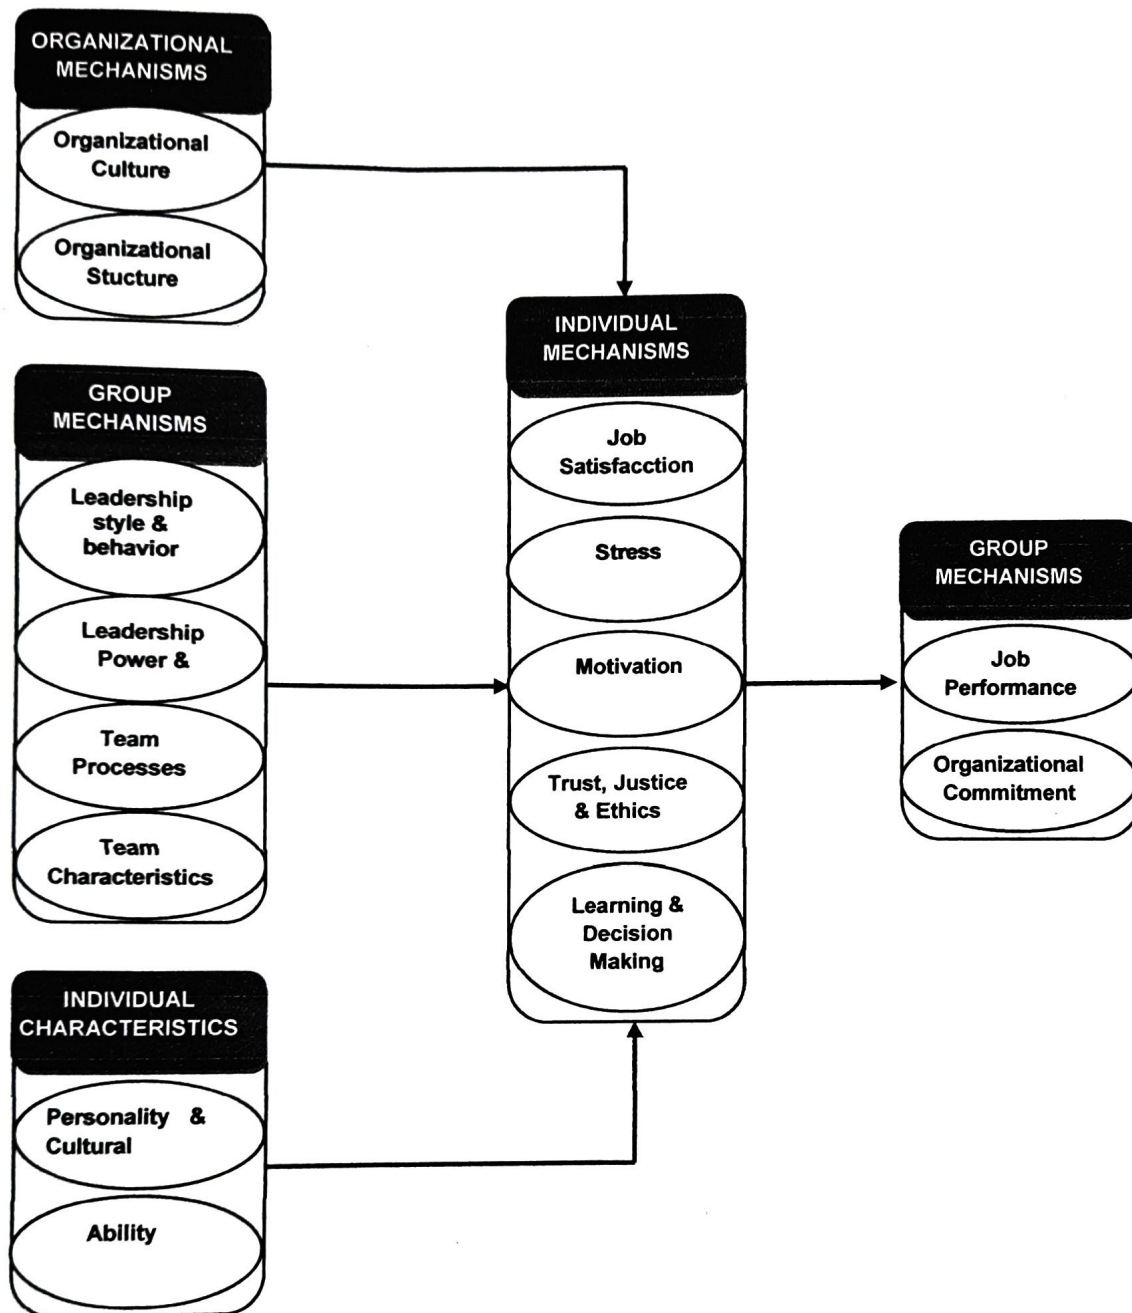 ORGANIZATIONAL
MECHANISMS
Organizational
Culture
Organizational
Stucture
GROUP
MECHANISMS
Leadership
style &
behavior
Leadership
Power &
Team
Processes
Team
Characteristics
INDIVIDUAL
CHARACTERISTICS
Personality &
Cultural
Ability
INDIVIDUAL
MECHANISMS
Job
Satisfacction
Stress
Motivation
Trust, Justice
& Ethics
Learning &
Decision
Making
GROUP
MECHANISMS
Job
Performance
Organizational
Commitment